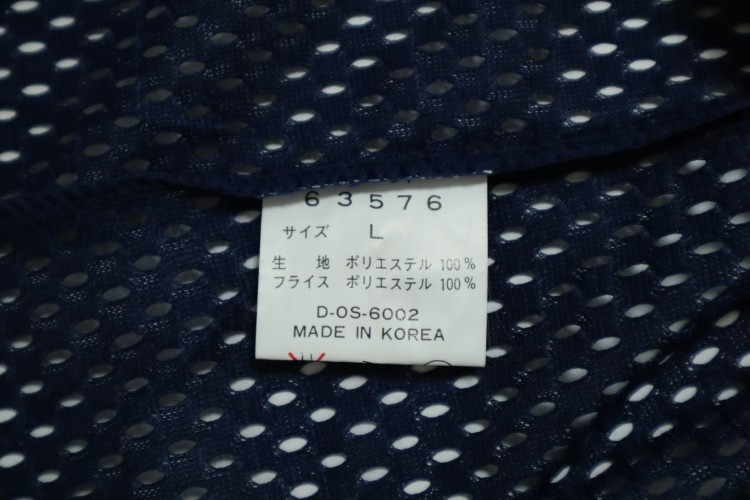 63576
サイズ L
生 地 ポリエステル 100%
フライス ポリエステル 100%
D-OS-6002
MADE IN KOREA